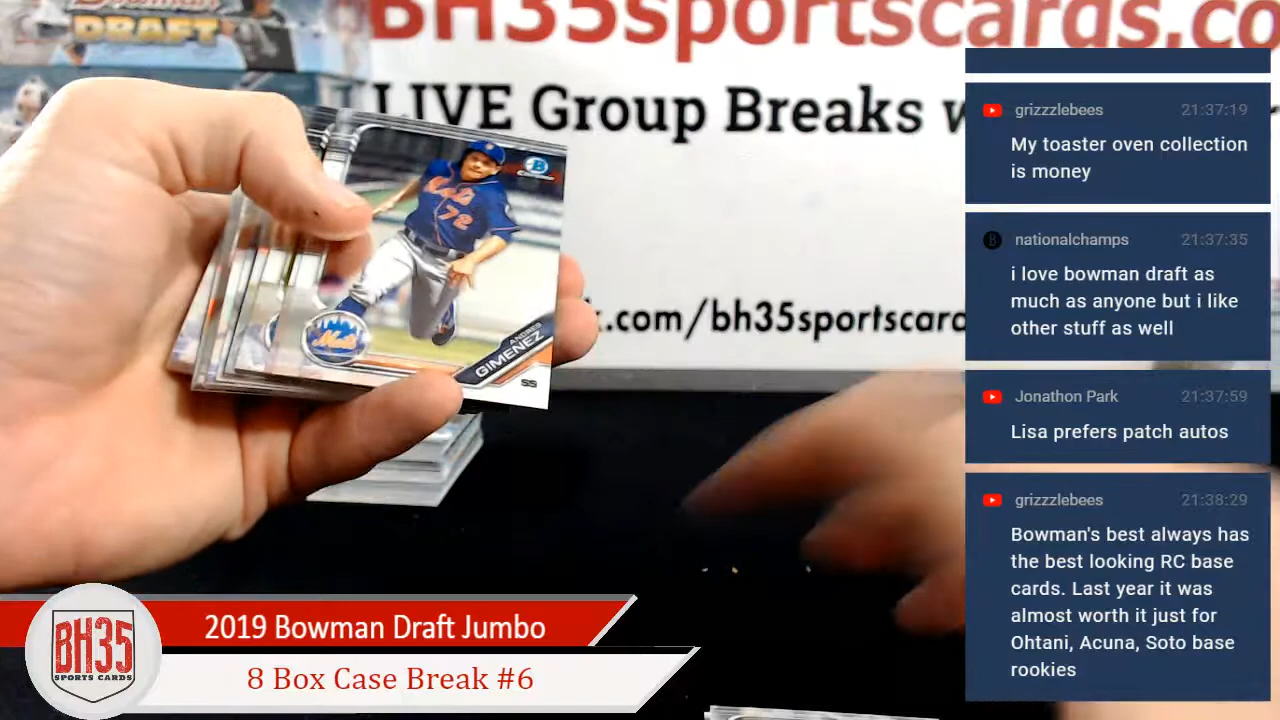 Bowman
DRAFT
BH35sportscards.co
LIVE Group Breaks w
.com/bh35sportscard
Mets
72
Mets
ANDRES
GIMENEZ
SS
grizzzlebees 21:37:19
My toaster oven collection
is money
nationalchamps 21:37:35
i love bowman draft as
much as anyone but i like
other stuff as well
Jonathon Park 21:37:59
Lisa prefers patch autos
grizzzlebees 21:38:29
Bowman's best always has
the best looking RC base
cards. Last year it was
almost worth it just for
Ohtani, Acuna, Soto base
rookies
BH35
SPORTS CARDS
2019 Bowman Draft Jumbo
8 Box Case Break #6